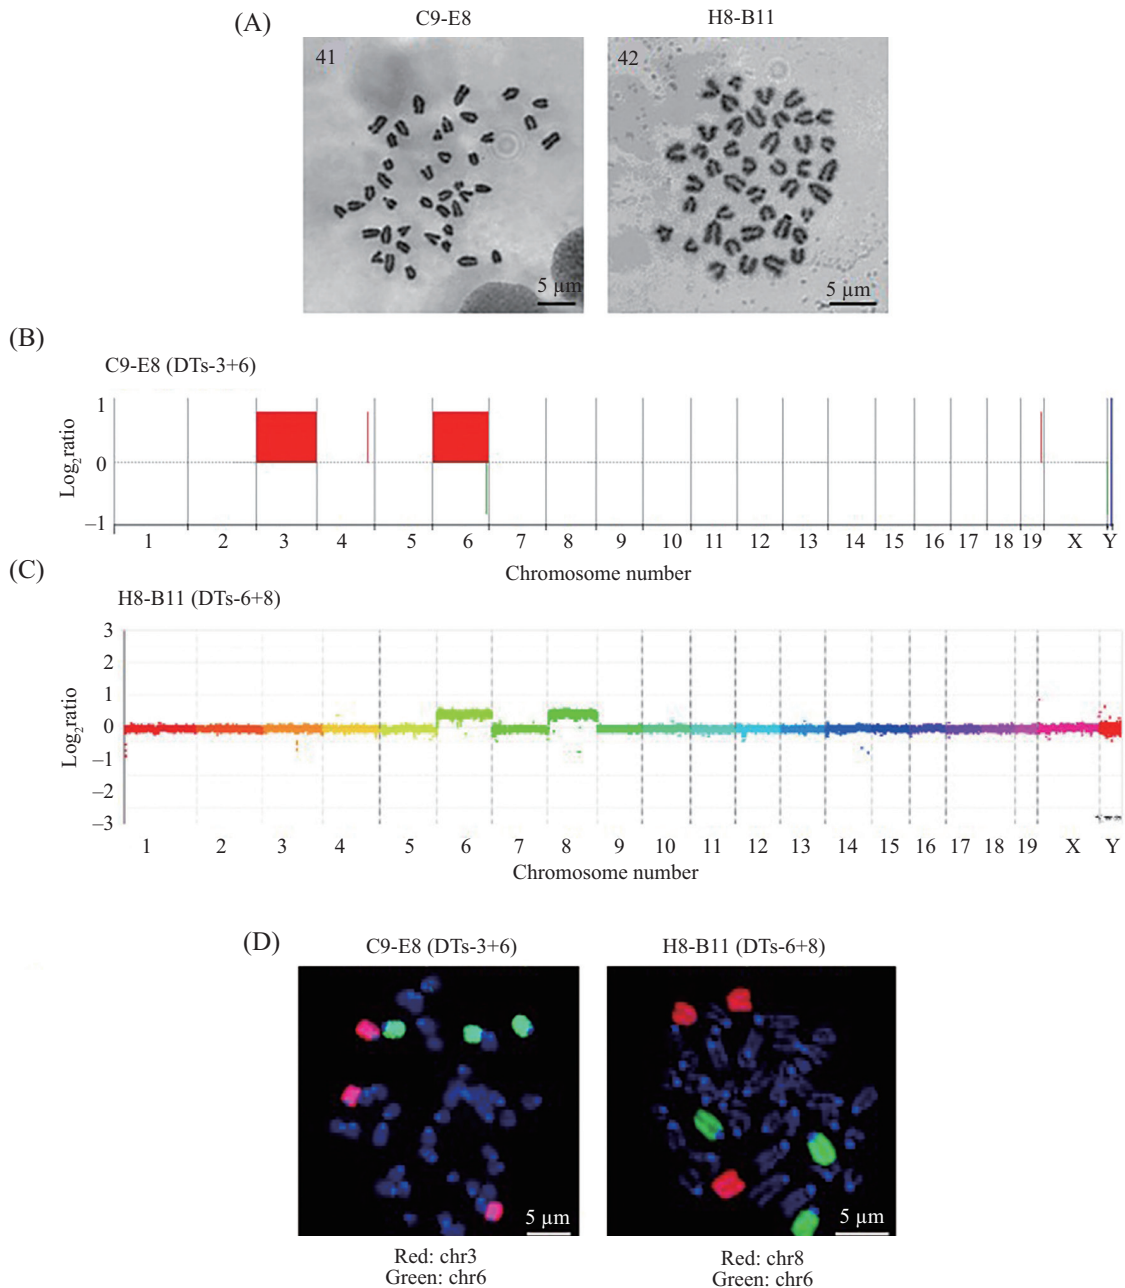 (A)
C9-E8
H8-B11
41
42
5 µm
5 µm
(B)
C9-E8 (DTs-3+6)
1
0
–1
Log2ratio
1 2 3 4 5 6 7 8 9 10 11 12 13 14 15 16 17 18 19 X Y
Chromosome number
(C)
H8-B11 (DTs-6+8)
3
2
1
0
–1
–2
–3
Log2ratio
1 2 3 4 5 6 7 8 9 10 11 12 13 14 15 16 17 18 19 X Y
Chromosome number
(D)
C9-E8 (DTs-3+6)
H8-B11 (DTs-6+8)
5 µm
5 µm
Red: chr3
Green: chr6
Red: chr8
Green: chr6